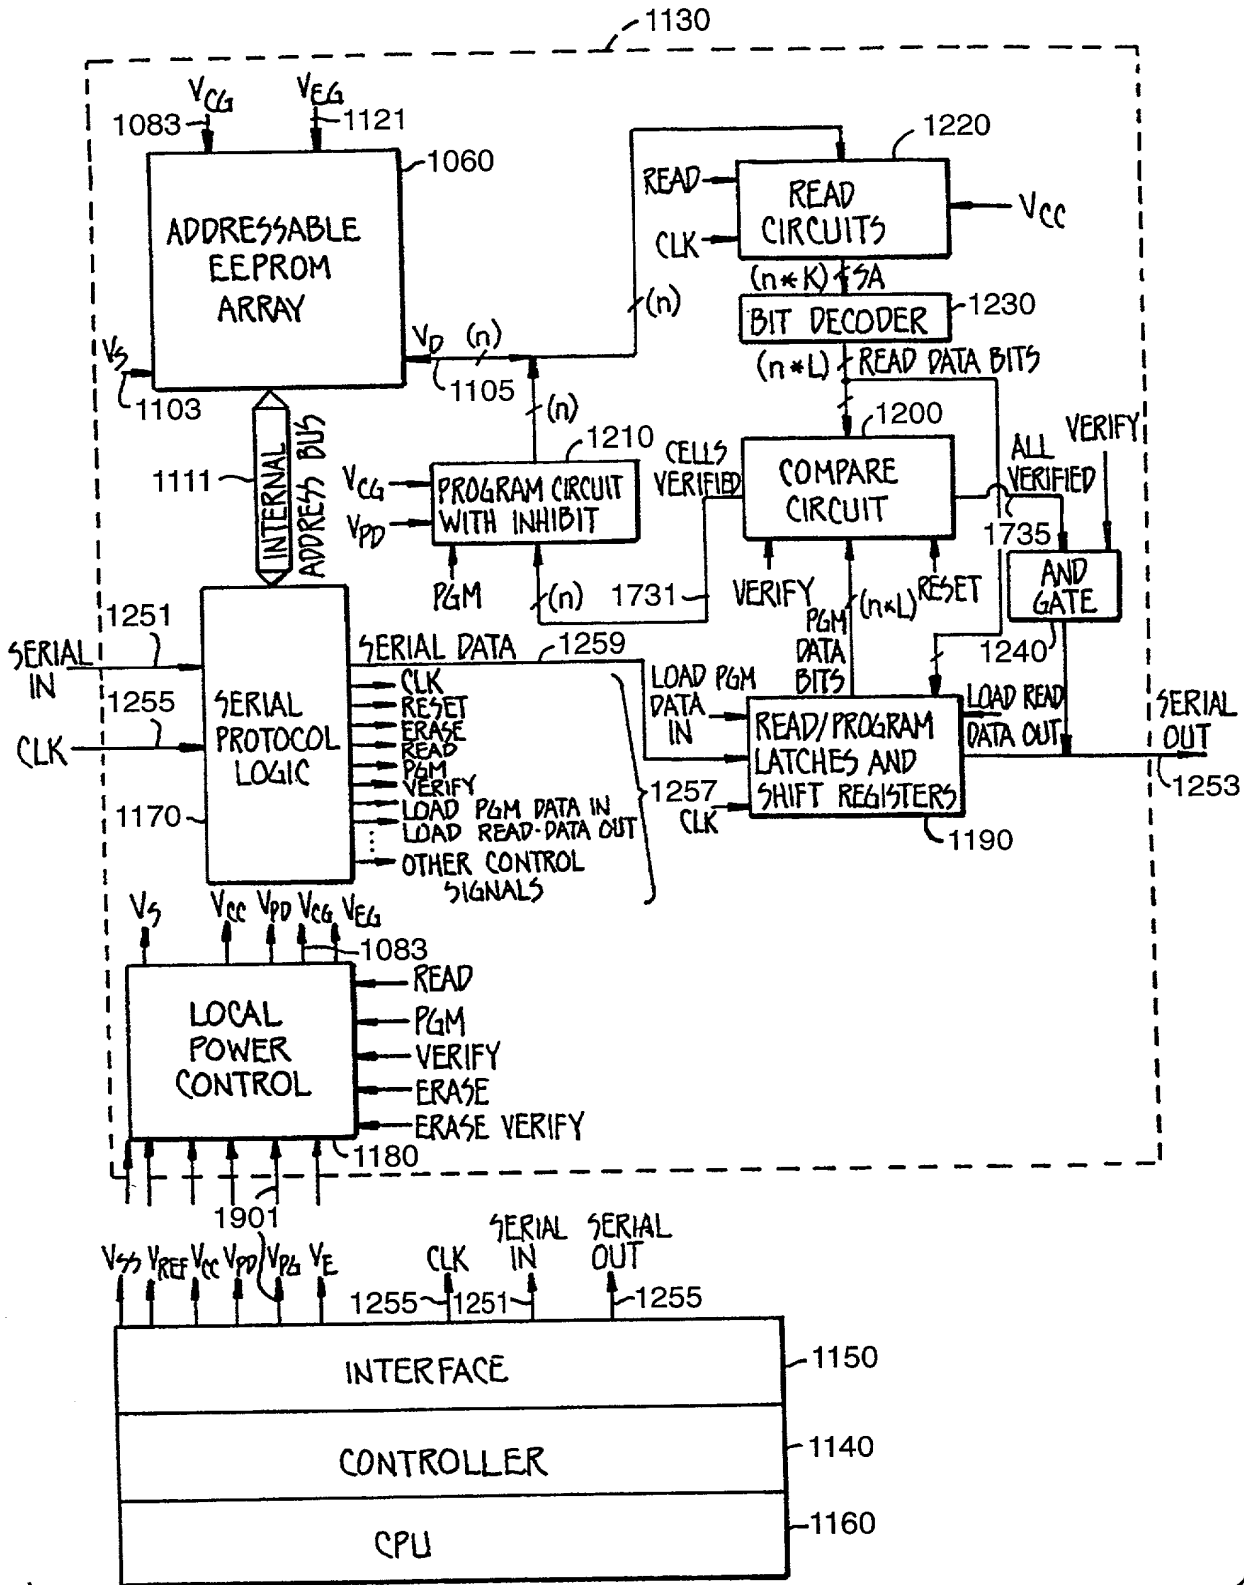 1130
VCG
VEG
1083
1121
1060
1220
ADDRESSABLE
EEPROM
ARRAY
READ
READ
CIRCUITS
CLK
VCC
(n*K)
SA
1230
BIT DECODER
(n)
VD
(n)
(n*L)
READ DATA BITS
VS
1103
1105
(n)
1200
1210
CELLS
VERIFIED
COMPARE
CIRCUIT
ALL
VERIFIED
VERIFY
1111
INTERNAL
ADDRESS BUS
VCG
VPD
PROGRAM CIRCUIT
WITH INHIBIT
1735
PGM
(n)
1731
VERIFY
(n*L)
RESET
AND
GATE
1240
PGM
DATA
BITS
1251
SERIAL
IN
1255
CLK
SERIAL DATA
1259
SERIAL
PROTOCOL
LOGIC
1170
CLK
RESET
ERASE
READ
PGM
VERIFY
LOAD PGM DATA IN
LOAD READ-DATA OUT
OTHER CONTROL
SIGNALS
1257
LOAD PGM
DATA
IN
CLK
READ/PROGRAM
LATCHES AND
SHIFT REGISTERS
1190
LOAD READ
DATA OUT
SERIAL
OUT
1253
VS
VCC
VPD
VCG
VEG
1083
LOCAL
POWER
CONTROL
READ
PGM
VERIFY
ERASE
ERASE VERIFY
1180
1901
VSS
VREF
VCC
VPD
VPG
VE
CLK
SERIAL
IN
SERIAL
OUT
1255
1251
1255
INTERFACE
1150
CONTROLLER
1140
CPU
1160